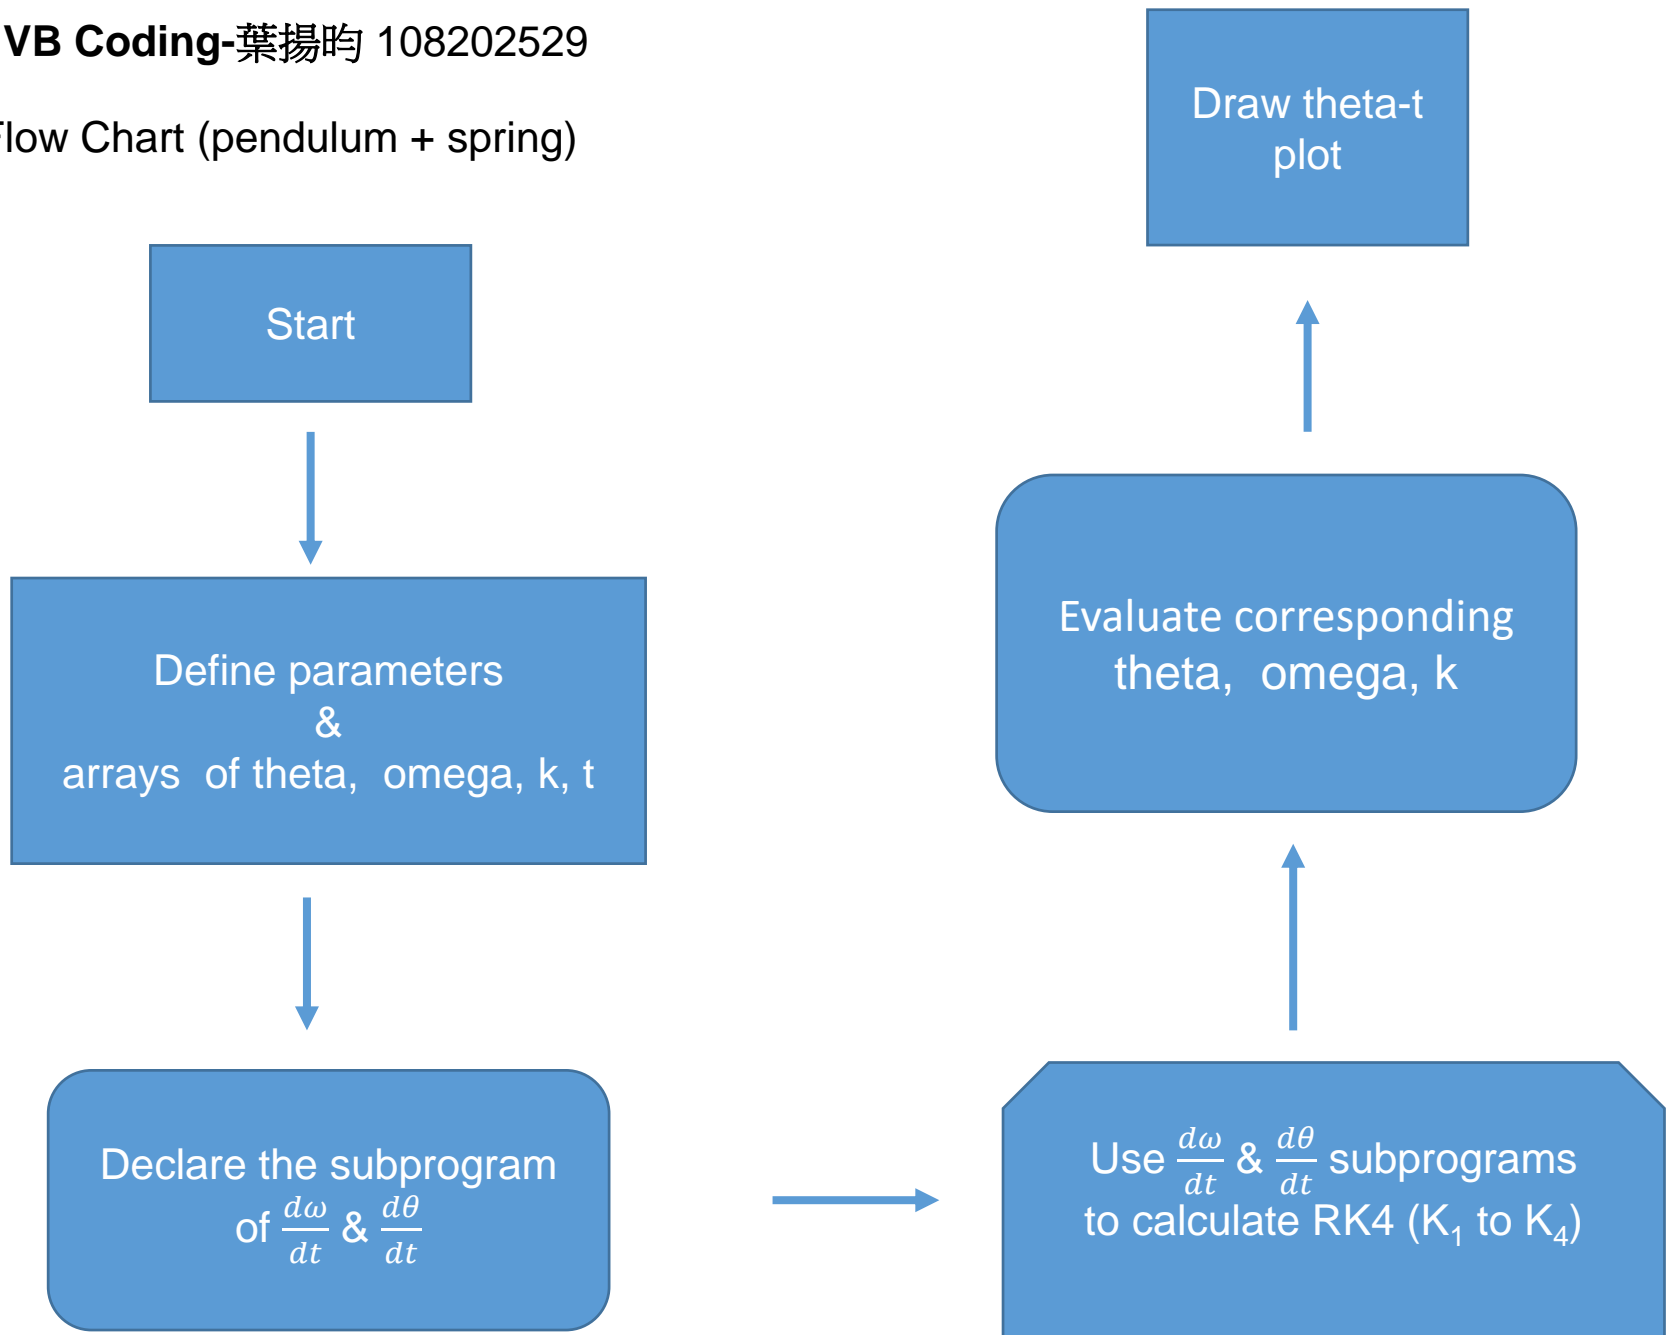 VB Coding-葉揚昀 108202529
Flow Chart (pendulum + spring)
Start
Define parameters
&
arrays of theta, omega, k, t
Declare the subprogram
of dω/dt & dθ/dt
Use dω/dt & dθ/dt subprograms
to calculate RK4 (K₁ to K₄)
Evaluate corresponding
theta, omega, k
Draw theta-t
plot